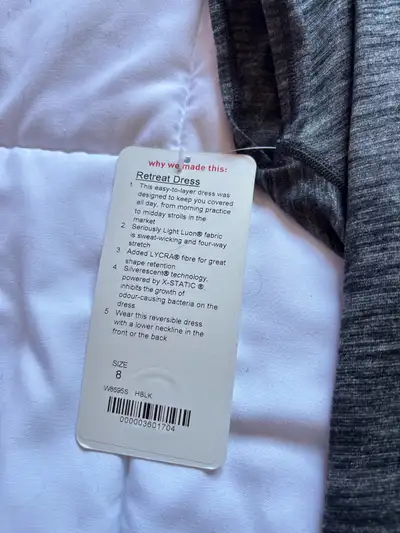 why we made this:
Retreat Dress
1 This easy-to-layer dress was
designed to keep you covered
all day, from morning practice
to midday strolls in the
market
2 Seriously Light Luon® fabric
is sweat-wicking and four-way
stretch
3 Added LYCRA® fibre for great
shape retention
4 Silverescent® technology,
powered by X-STATIC ®,
inhibits the growth of
odour-causing bacteria on the
dress
5 Wear this reversible dress
with a lower neckline in the
front or the back
SIZE
8
W6595S HBLK
000003601704